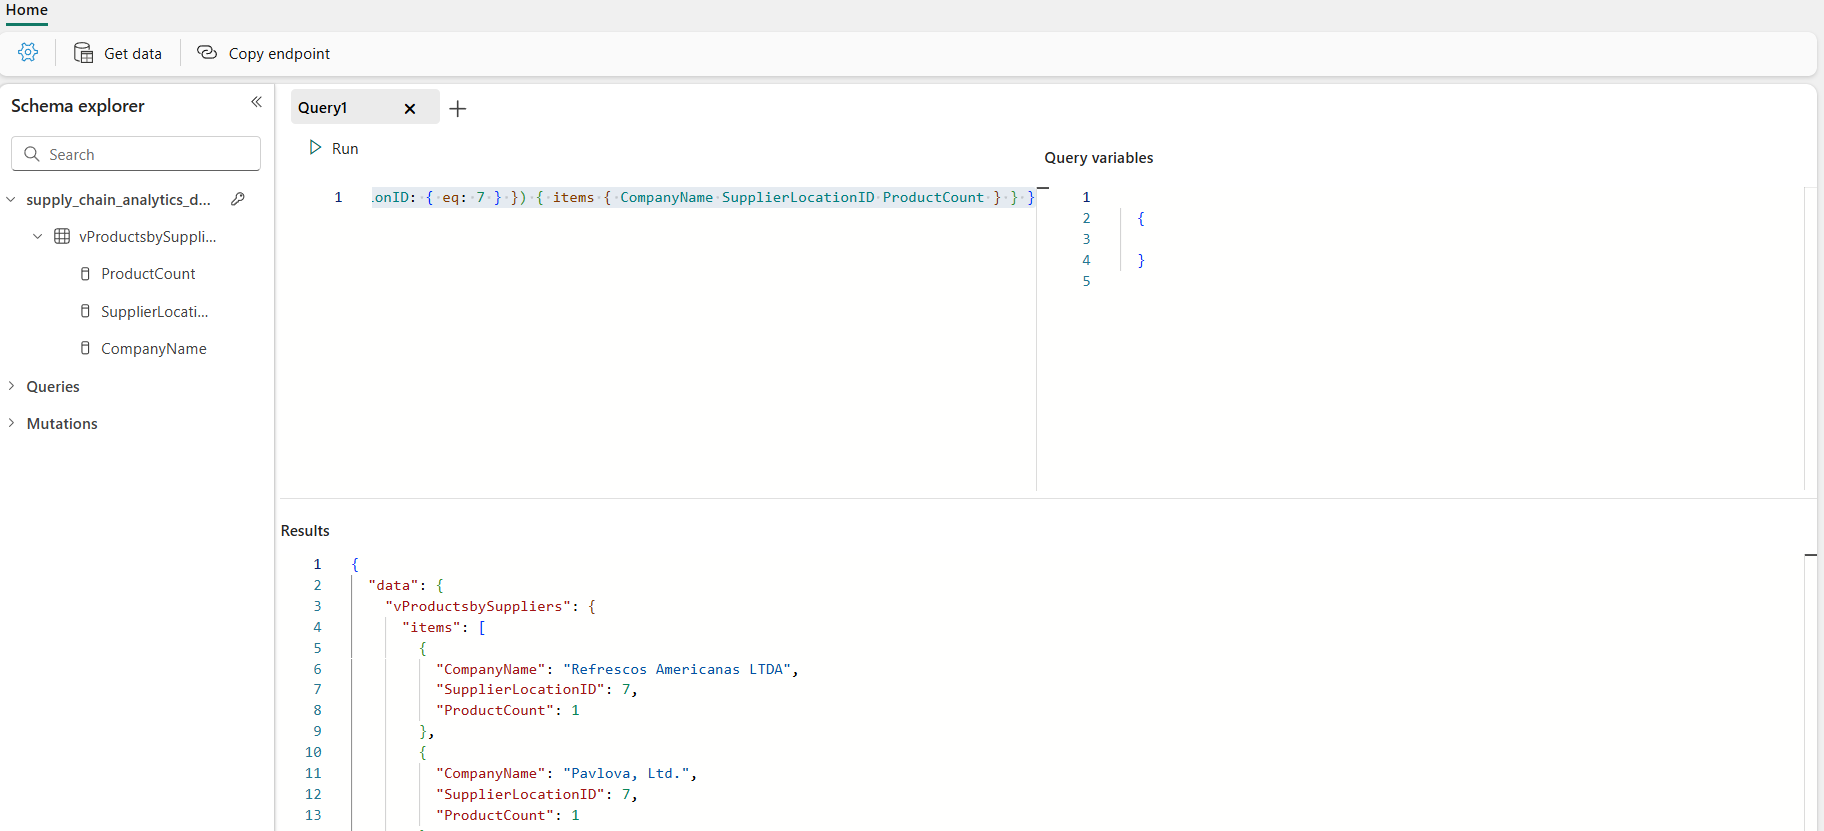 Home
Get data
Copy endpoint
Schema explorer
Search
supply_chain_analytics_d...
vProductsbySuppli...
ProductCount
SupplierLocati...
CompanyName
Queries
Mutations
Query1
Run
1 ionID: { eq: 7 } }) { items { CompanyName SupplierLocationID ProductCount } } }
Query variables
1
2 {
3
4 }
5
Results
1 {
2 "data": {
3 "vProductsbySuppliers": {
4 "items": [
5 {
6 "CompanyName": "Refrescos Americanas LTDA",
7 "SupplierLocationID": 7,
8 "ProductCount": 1
9 },
10 {
11 "CompanyName": "Pavlova, Ltd.",
12 "SupplierLocationID": 7,
13 "ProductCount": 1